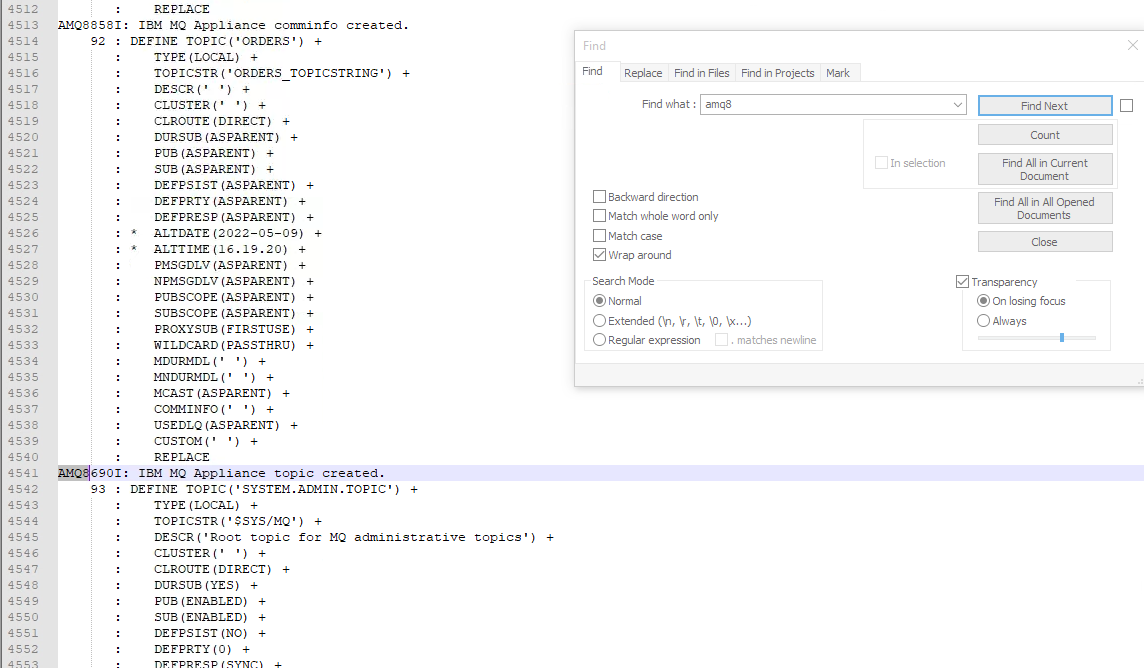 4512 : REPLACE
4513 AMQ8858I: IBM MQ Appliance comminfo created.
4514 92 : DEFINE TOPIC('ORDERS') +
4515 : TYPE(LOCAL) +
4516 : TOPICSTR('ORDERS_TOPICSTRING') +
4517 : DESCR(' ') +
4518 : CLUSTER(' ') +
4519 : CLROUTE(DIRECT) +
4520 : DURSUB(ASPARENT) +
4521 : PUB(ASPARENT) +
4522 : SUB(ASPARENT) +
4523 : DEFPSIST(ASPARENT) +
4524 : DEFPRTY(ASPARENT) +
4525 : DEFPRESP(ASPARENT) +
4526 : * ALTDATE(2022-05-09) +
4527 : * ALTTIME(16.19.20) +
4528 : PMSGDLV(ASPARENT) +
4529 : NPMSGDLV(ASPARENT) +
4530 : PUBSCOPE(ASPARENT) +
4531 : SUBSCOPE(ASPARENT) +
4532 : PROXYSUB(FIRSTUSE) +
4533 : WILDCARD(PASSTHRU) +
4534 : MDURMDL(' ') +
4535 : MNDURMDL(' ') +
4536 : MCAST(ASPARENT) +
4537 : COMMINFO(' ') +
4538 : USEDLQ(ASPARENT) +
4539 : CUSTOM(' ') +
4540 : REPLACE
4541 AMQ8690I: IBM MQ Appliance topic created.
4542 93 : DEFINE TOPIC('SYSTEM.ADMIN.TOPIC') +
4543 : TYPE(LOCAL) +
4544 : TOPICSTR('$SYS/MQ') +
4545 : DESCR('Root topic for MQ administrative topics') +
4546 : CLUSTER(' ') +
4547 : CLROUTE(DIRECT) +
4548 : DURSUB(YES) +
4549 : PUB(ENABLED) +
4550 : SUB(ENABLED) +
4551 : DEFPSIST(NO) +
4552 : DEFPRTY(0) +
4553 : DEFPRESP(SYNC) +
Find
Find Replace Find in Files Find in Projects Mark
Find what : amq8 Find Next
Count
In selection
Find All in Current
Document
Find All in All Opened
Documents
Close
Backward direction
Match whole word only
Match case
Wrap around
Search Mode
Normal
Extended (\n, \r, \t, \0, \x...)
Regular expression . matches newline
Transparency
On losing focus
Always